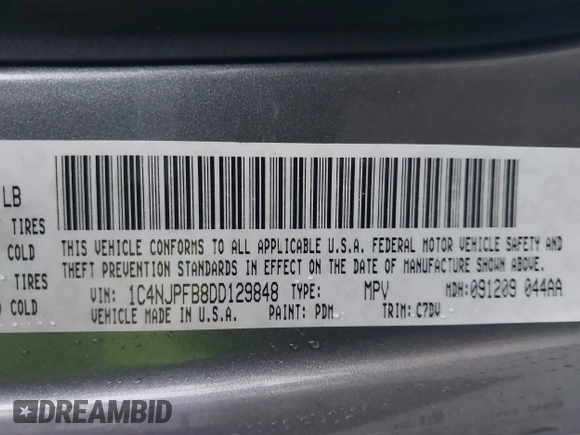 LB
TIRES
COLD
TIRES
COLD
THIS VEHICLE CONFORMS TO ALL APPLICABLE U.S.A. FEDERAL MOTOR VEHICLE SAFETY AND
THEFT PREVENTION STANDARDS IN EFFECT ON THE DATE OF MANUFACTURE SHOWN ABOVE.
VIN: 1C4NJPFB8DD129848 TYPE: MPV MDH: 091209 044AA
VEHICLE MADE IN U.S.A. PAINT: PDM TRIM: C7DV
DREAMBID